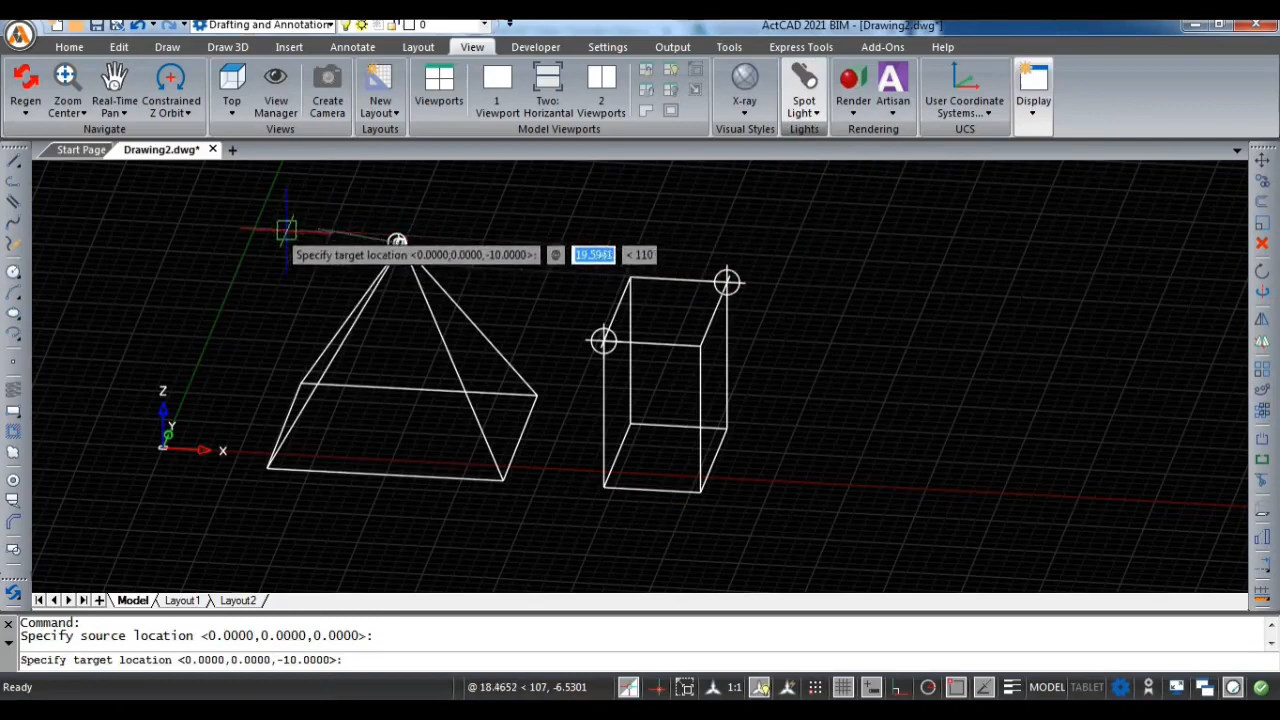 Drafting and Annotation
0
ActCAD 2021 BIM - [Drawing2.dwg*]
Home Edit Draw Draw 3D Insert Annotate Layout View Developer Settings Output Tools Express Tools Add-Ons Help
Regen Zoom Center Real-Time Pan Constrained Z Orbit Top View Manager Create Camera New Layout Viewports 1 Viewport Two: Horizontal 2 Viewports X-ray Spot Light Render Artisan User Coordinate Systems... Display
Navigate Views Layouts Model Viewports Visual Styles Lights Rendering UCS
Start Page Drawing2.dwg*
Specify target location <0.0000,0.0000,-10.0000>: @ 19.5941 < 110
Z
Y
X
Model Layout1 Layout2
Command:
Specify source location <0.0000,0.0000,0.0000>:
Specify target location <0.0000,0.0000,-10.0000>:
Ready @ 18.4652 < 107, -6.5301 1:1 MODEL TABLET